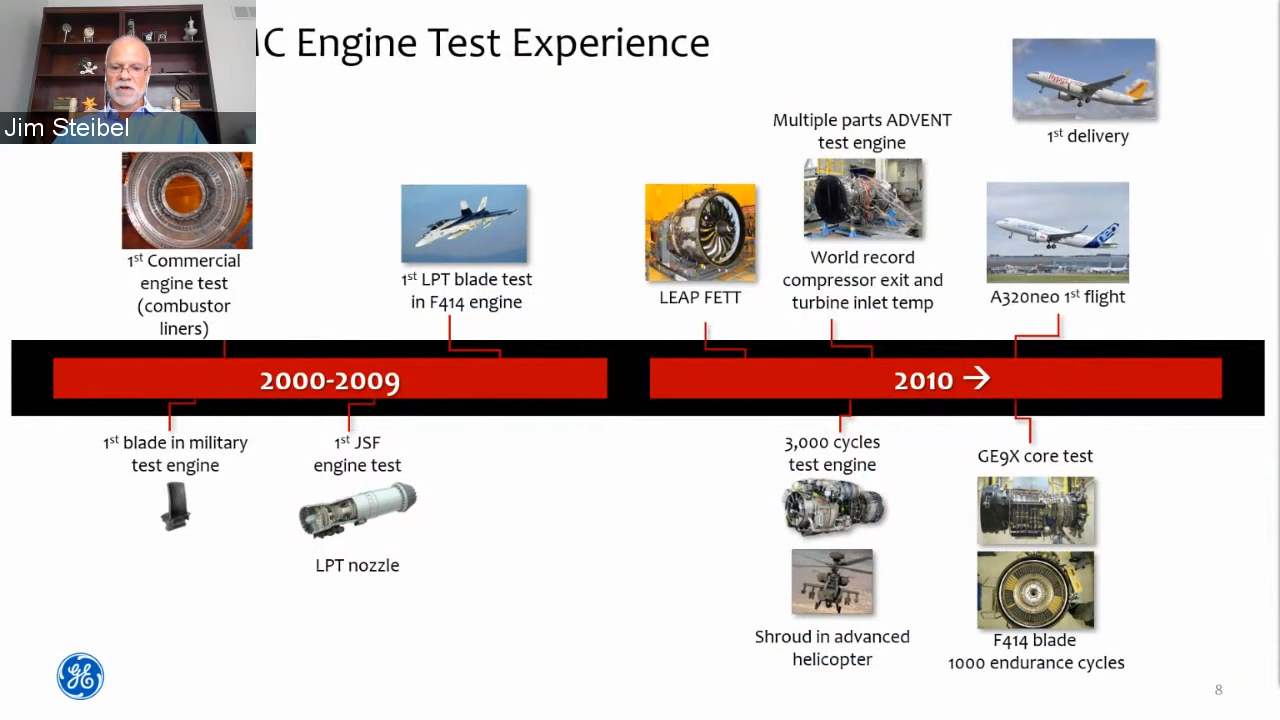 MC Engine Test Experience
Jim Steibel
1st Commercial
engine test
(combustor
liners)
1st LPT blade test
in F414 engine
LEAP FETT
Multiple parts ADVENT
test engine
World record
compressor exit and
turbine inlet temp
1st delivery
A320neo 1st flight
2000-2009
2010 →
1st blade in military
test engine
1st JSF
engine test
LPT nozzle
3,000 cycles
test engine
Shroud in advanced
helicopter
GE9X core test
F414 blade
1000 endurance cycles
GE
8